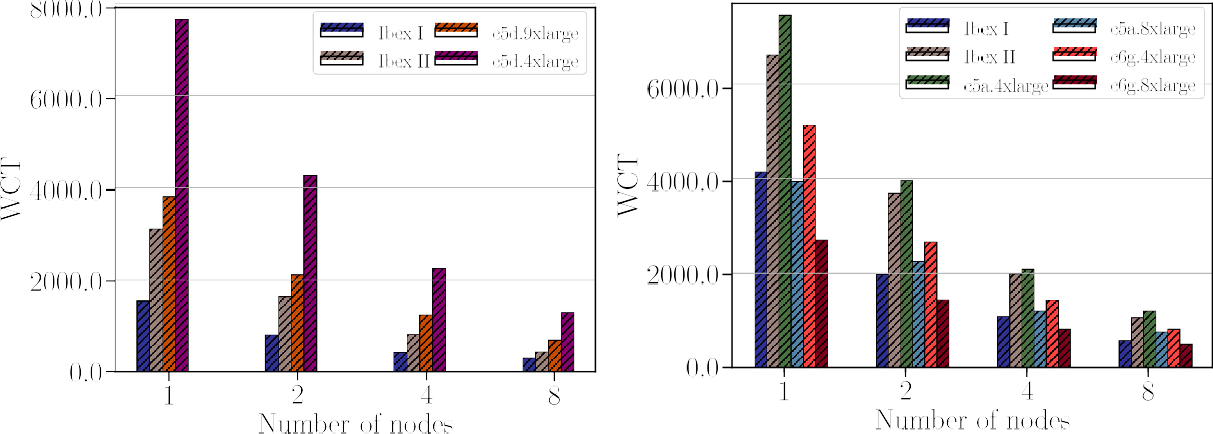 8000.0
6000.0
4000.0
2000.0
0.0
WCT
Ibex I
Ibex II
c5d.9xlarge
c5d.4xlarge
1 2 4 8
Number of nodes
6000.0
4000.0
2000.0
0.0
WCT
Ibex I
Ibex II
c5a.4xlarge
c5a.8xlarge
c6g.4xlarge
c6g.8xlarge
1 2 4 8
Number of nodes